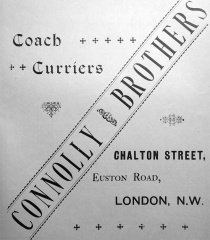 Coach
Curriers
CONNOLLY & BROTHERS
CHALTON STREET,
EUSTON ROAD,
LONDON, N.W.